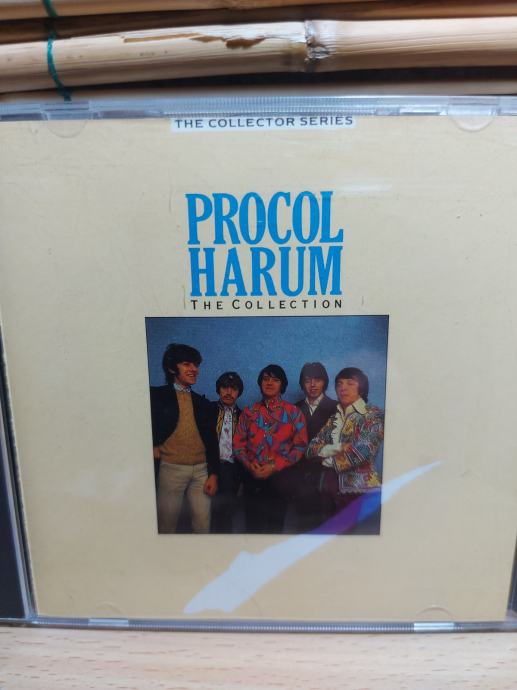 THE COLLECTOR SERIES
PROCOL
HARUM
THE COLLECTION